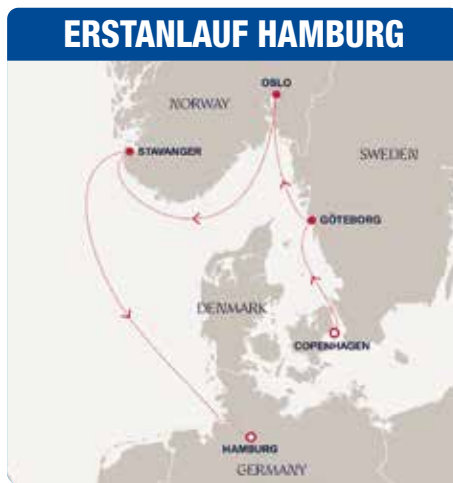 ERSTANLAUF HAMBURG
OSLO
NORWAY
STAVANGER
SWEDEN
GÖTEBORG
DENMARK
COPENHAGEN
HAMBURG
GERMANY